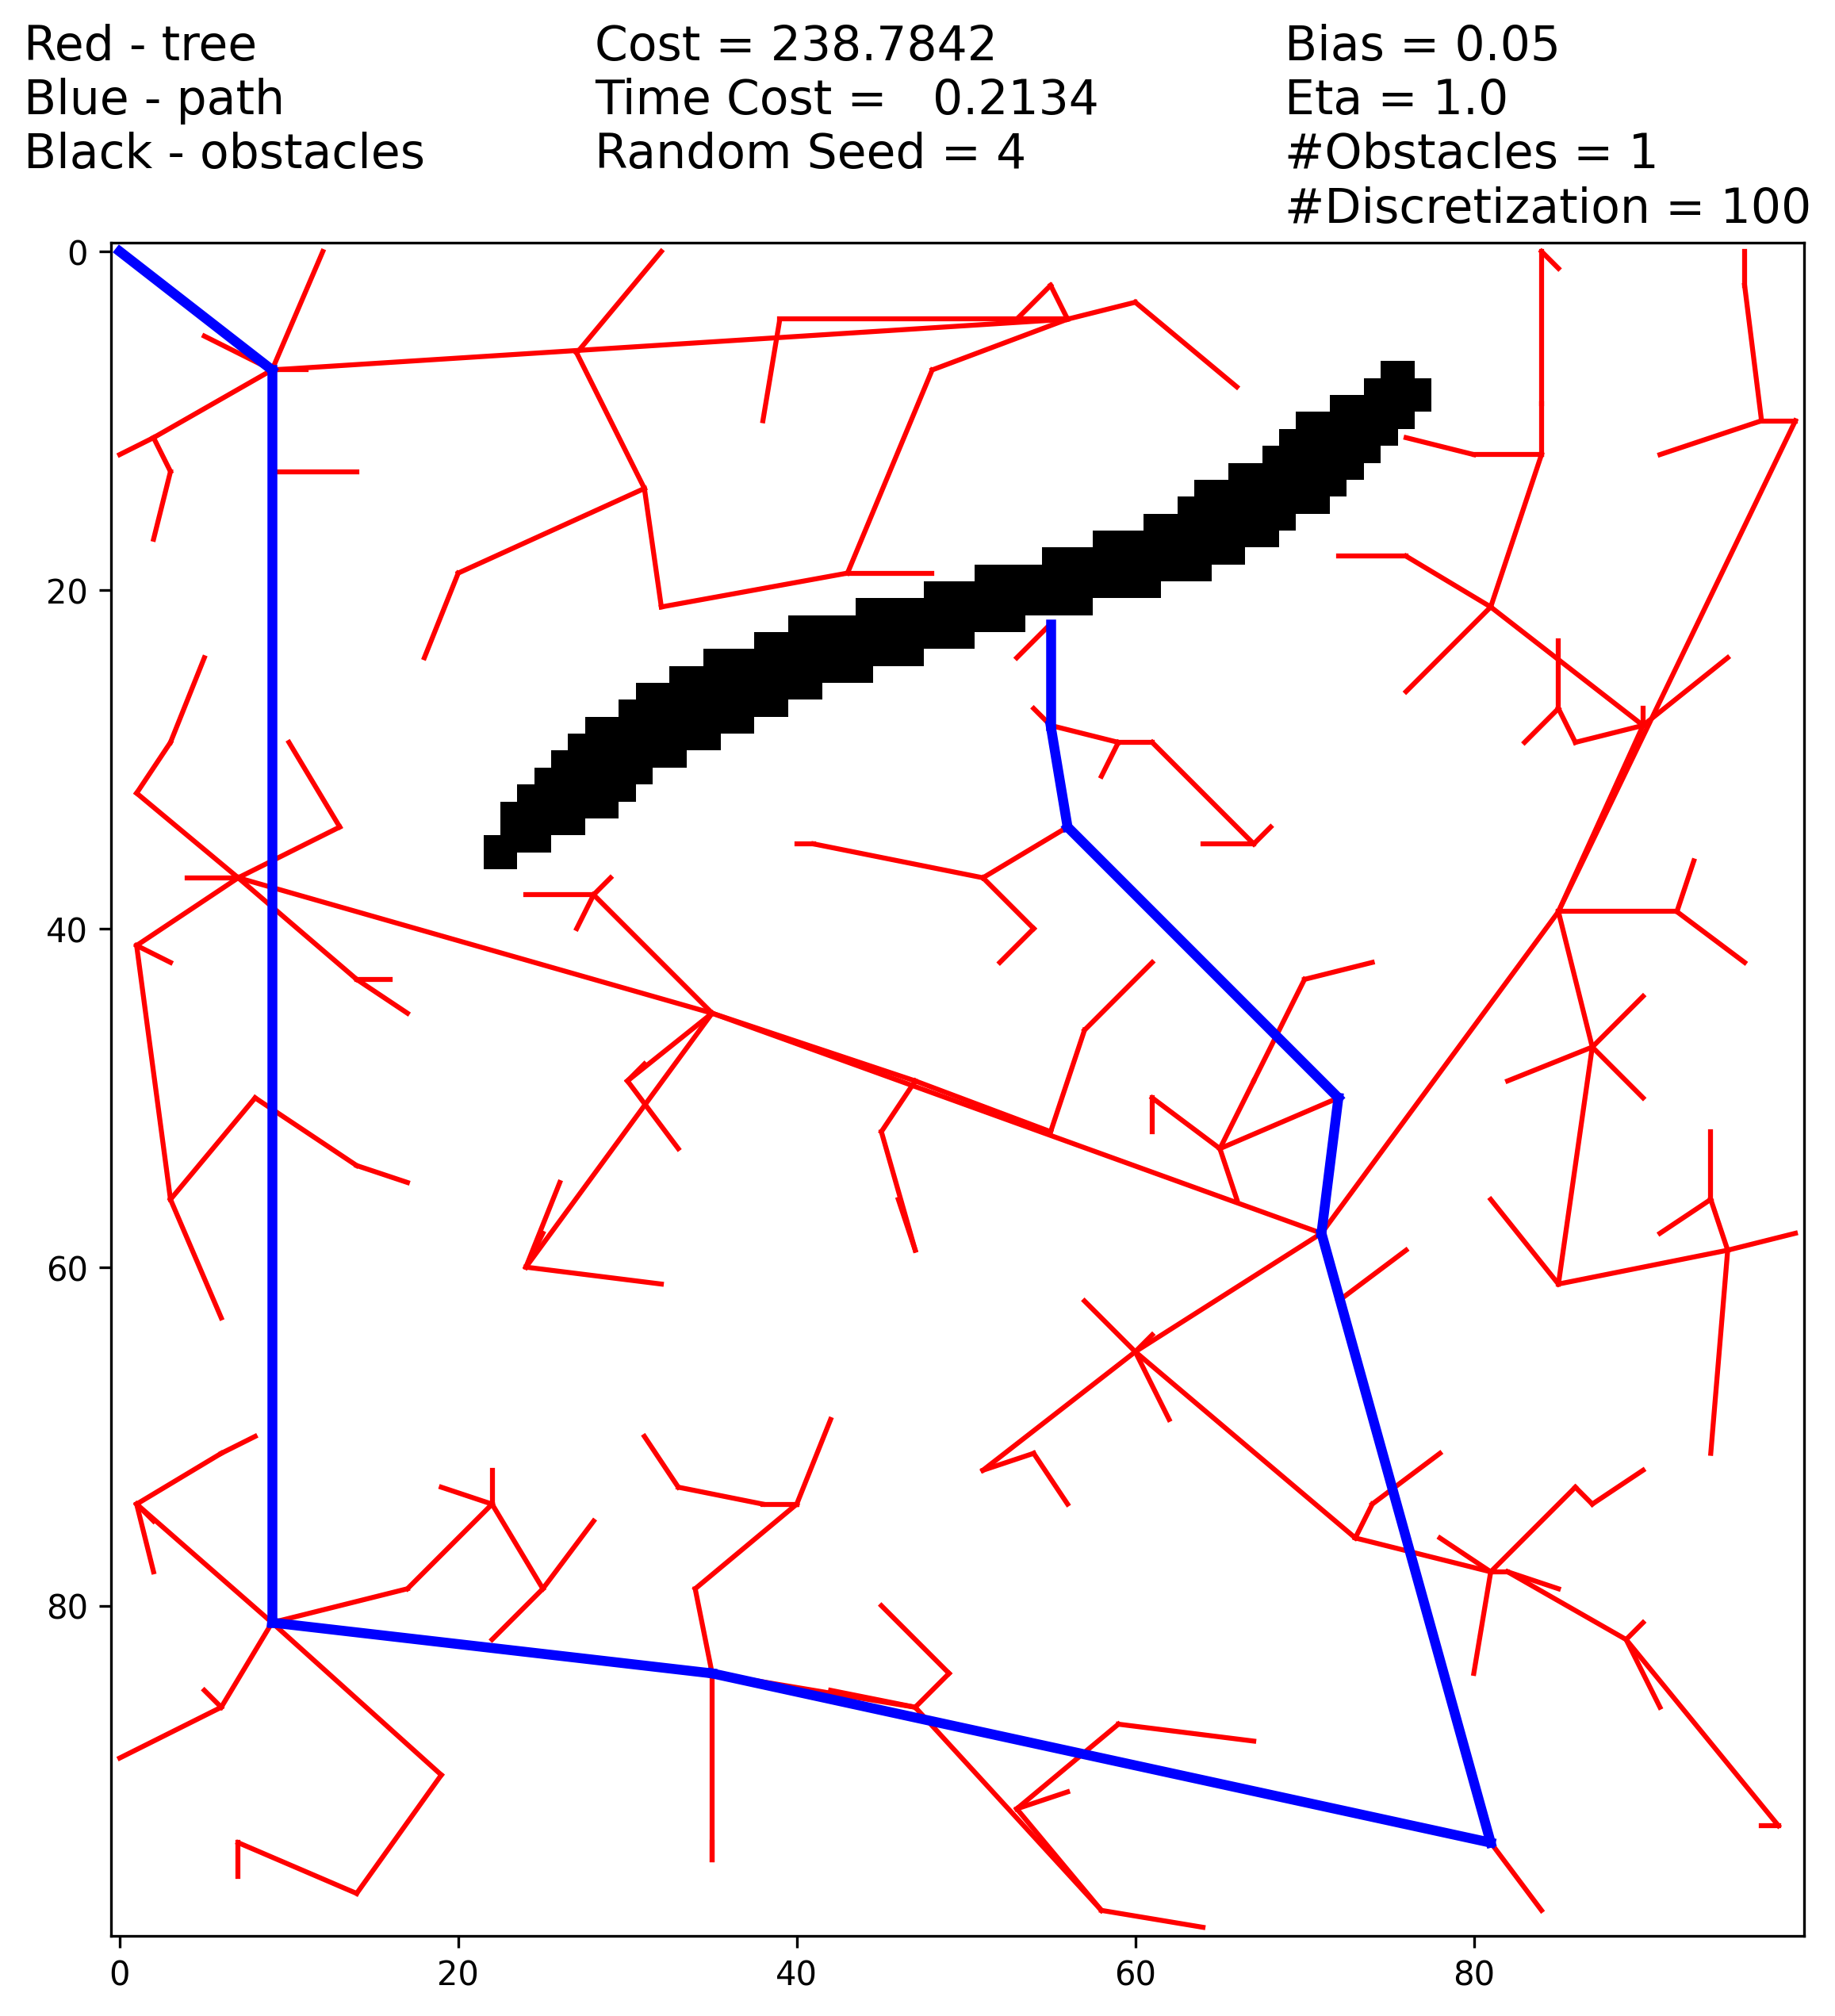 Red - tree
Blue - path
Black - obstacles
Cost = 238.7842
Time Cost =   0.2134
Random Seed = 4
Bias = 0.05
Eta = 1.0
#Obstacles = 1
#Discretization = 100
0
20
40
60
80
0 20 40 60 80